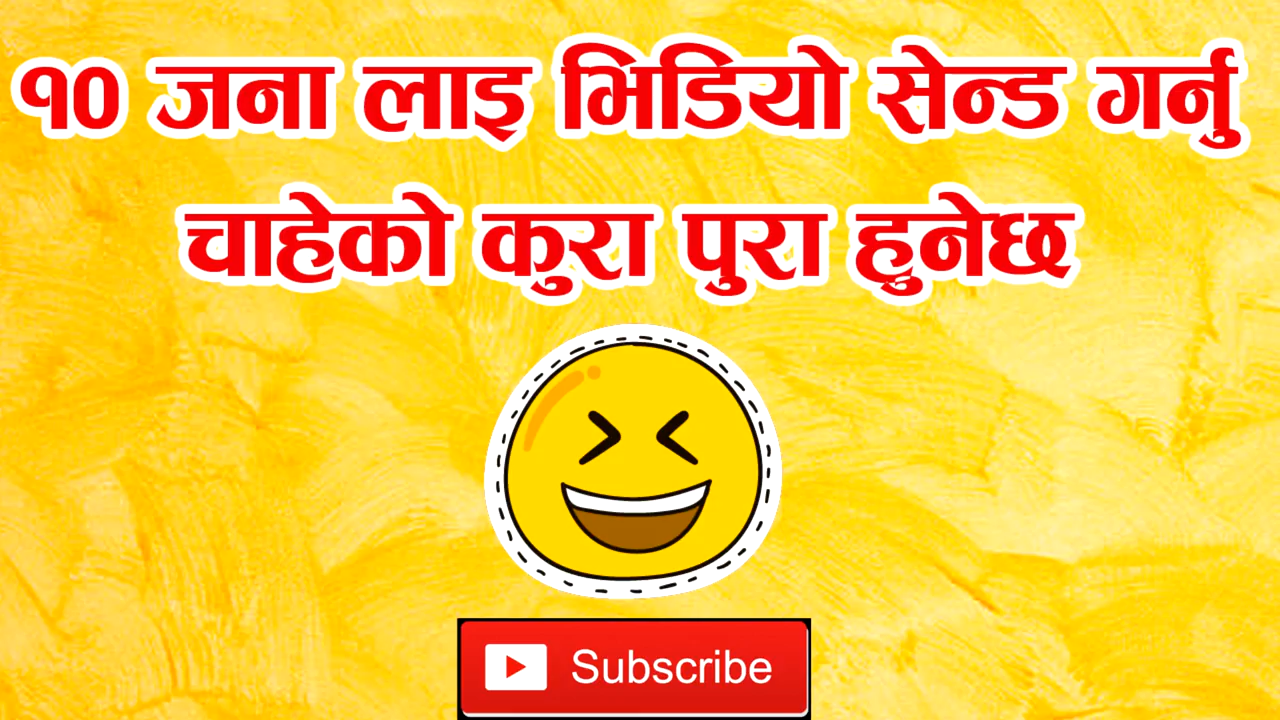 १० जना लाइ भिडियो सेन्ड गर्नु
चाहेको कुरा पुरा हुनेछ
Subscribe